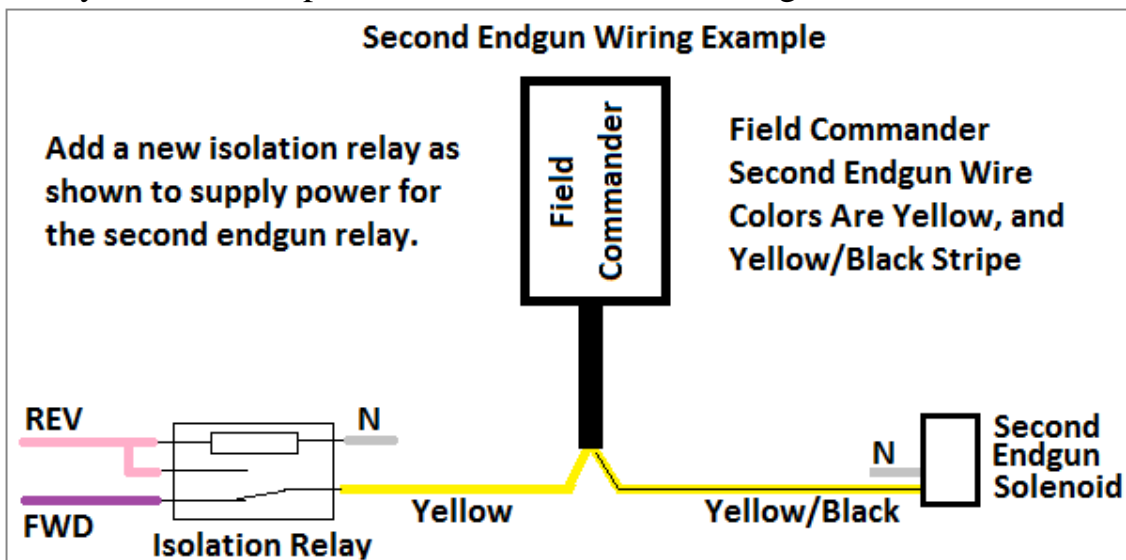 Second Endgun Wiring Example
Add a new isolation relay as
shown to supply power for
the second endgun relay.
Field
Commander
Field Commander
Second Endgun Wire
Colors Are Yellow, and
Yellow/Black Stripe
REV
N
FWD
Isolation Relay
Yellow
Yellow/Black
N
Second
Endgun
Solenoid